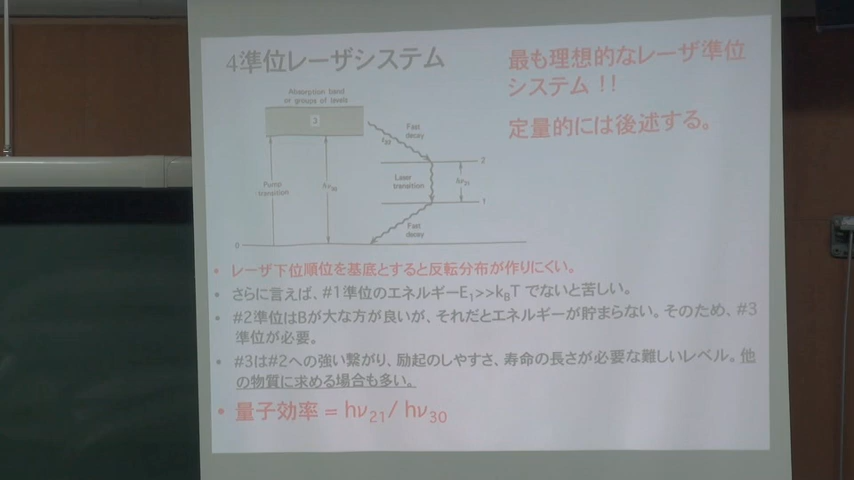 4準位レーザシステム
最も理想的なレーザ準位
システム！！
定量的には後述する。
Absorption band
or groups of levels
3
Fast
decay
τ32
2
Pump
transition
hν30
Laser
transition
hν21
1
Fast
decay
0
• レーザ下位順位を基底とすると反転分布が作りにくい。
• さらに言えば、#1準位のエネルギーE1>>kBT でないと苦しい。
• #2準位はBが大な方が良いが、それだとエネルギーが貯まらない。そのため、#3
準位が必要。
• #3は#2への強い繋がり、励起のしやすさ、寿命の長さが必要な難しいレベル。他
の物質に求める場合も多い。
• 量子効率 = hν21/ hν30